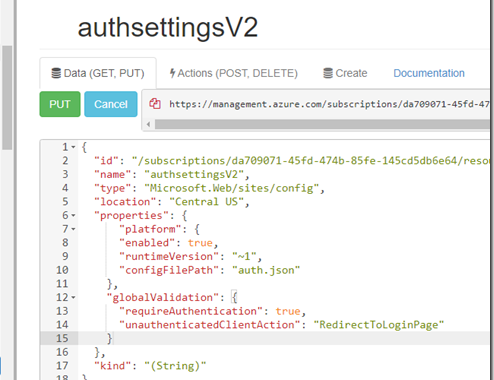 authsettingsV2
Data (GET, PUT) Actions (POST, DELETE) Create Documentation
PUT Cancel https://management.azure.com/subscriptions/da709071-45fd-47
1 {
2 "id": "/subscriptions/da709071-45fd-474b-85fe-145cd5db6e64/resou
3 "name": "authsettingsV2",
4 "type": "Microsoft.Web/sites/config",
5 "location": "Central US",
6 "properties": {
7 "platform": {
8 "enabled": true,
9 "runtimeVersion": "~1",
10 "configFilePath": "auth.json"
11 },
12 "globalValidation": {
13 "requireAuthentication": true,
14 "unauthenticatedClientAction": "RedirectToLoginPage"
15 }
16 },
17 "kind": "(String)"
18 }